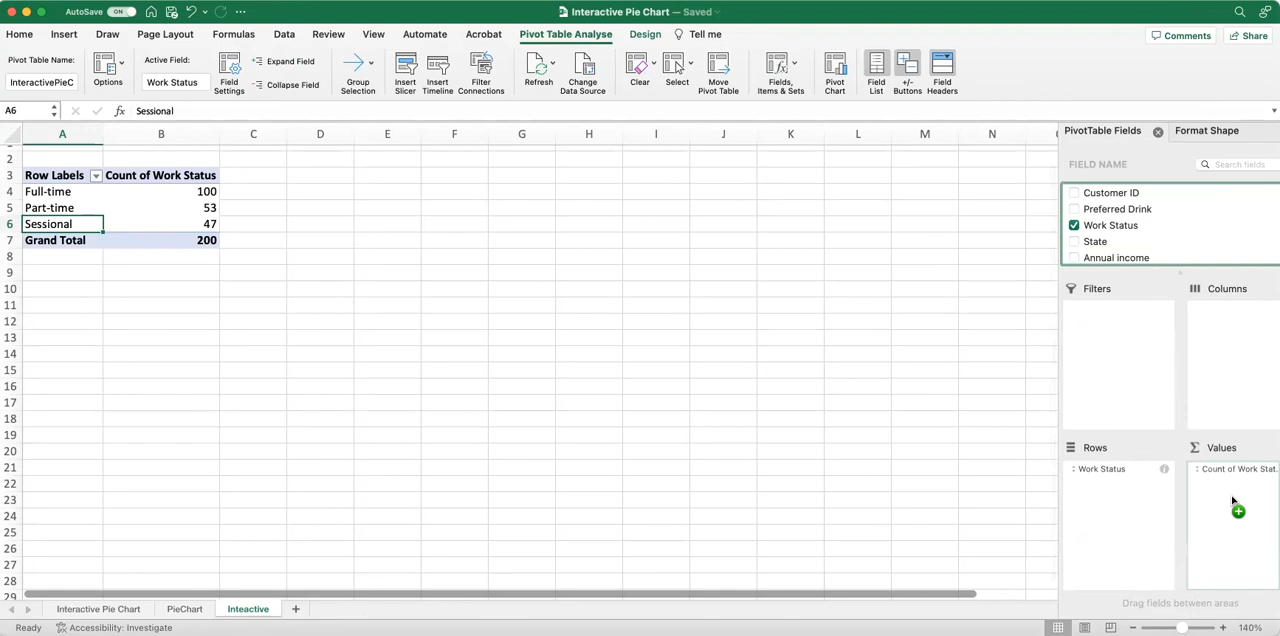 AutoSave ON Interactive Pie Chart — Saved
Home Insert Draw Page Layout Formulas Data Review View Automate Acrobat Pivot Table Analyse Design Tell me Comments Share
Pivot Table Name: Active Field:
InteractivePieC Options Work Status Field Settings Expand Field Collapse Field Group Selection Insert Slicer Insert Timeline Filter Connections Refresh Change Data Source Clear Select Move Pivot Table Fields, Items & Sets Pivot Chart Field List +/- Buttons Field Headers
A6 fx Sessional
A B C D E F G H I J K L M N
2
3 Row Labels Count of Work Status
4 Full-time 100
5 Part-time 53
6 Sessional 47
7 Grand Total 200
8
9
10
11
12
13
14
15
16
17
18
19
20
21
22
23
24
25
26
27
28
29
PivotTable Fields Format Shape
FIELD NAME Search fields
Customer ID
Preferred Drink
Work Status
State
Annual income
Filters Columns
Rows Values
Work Status Count of Work Stat...
Drag fields between areas
Interactive Pie Chart PieChart Inteactive +
Ready Accessibility: Investigate 140%